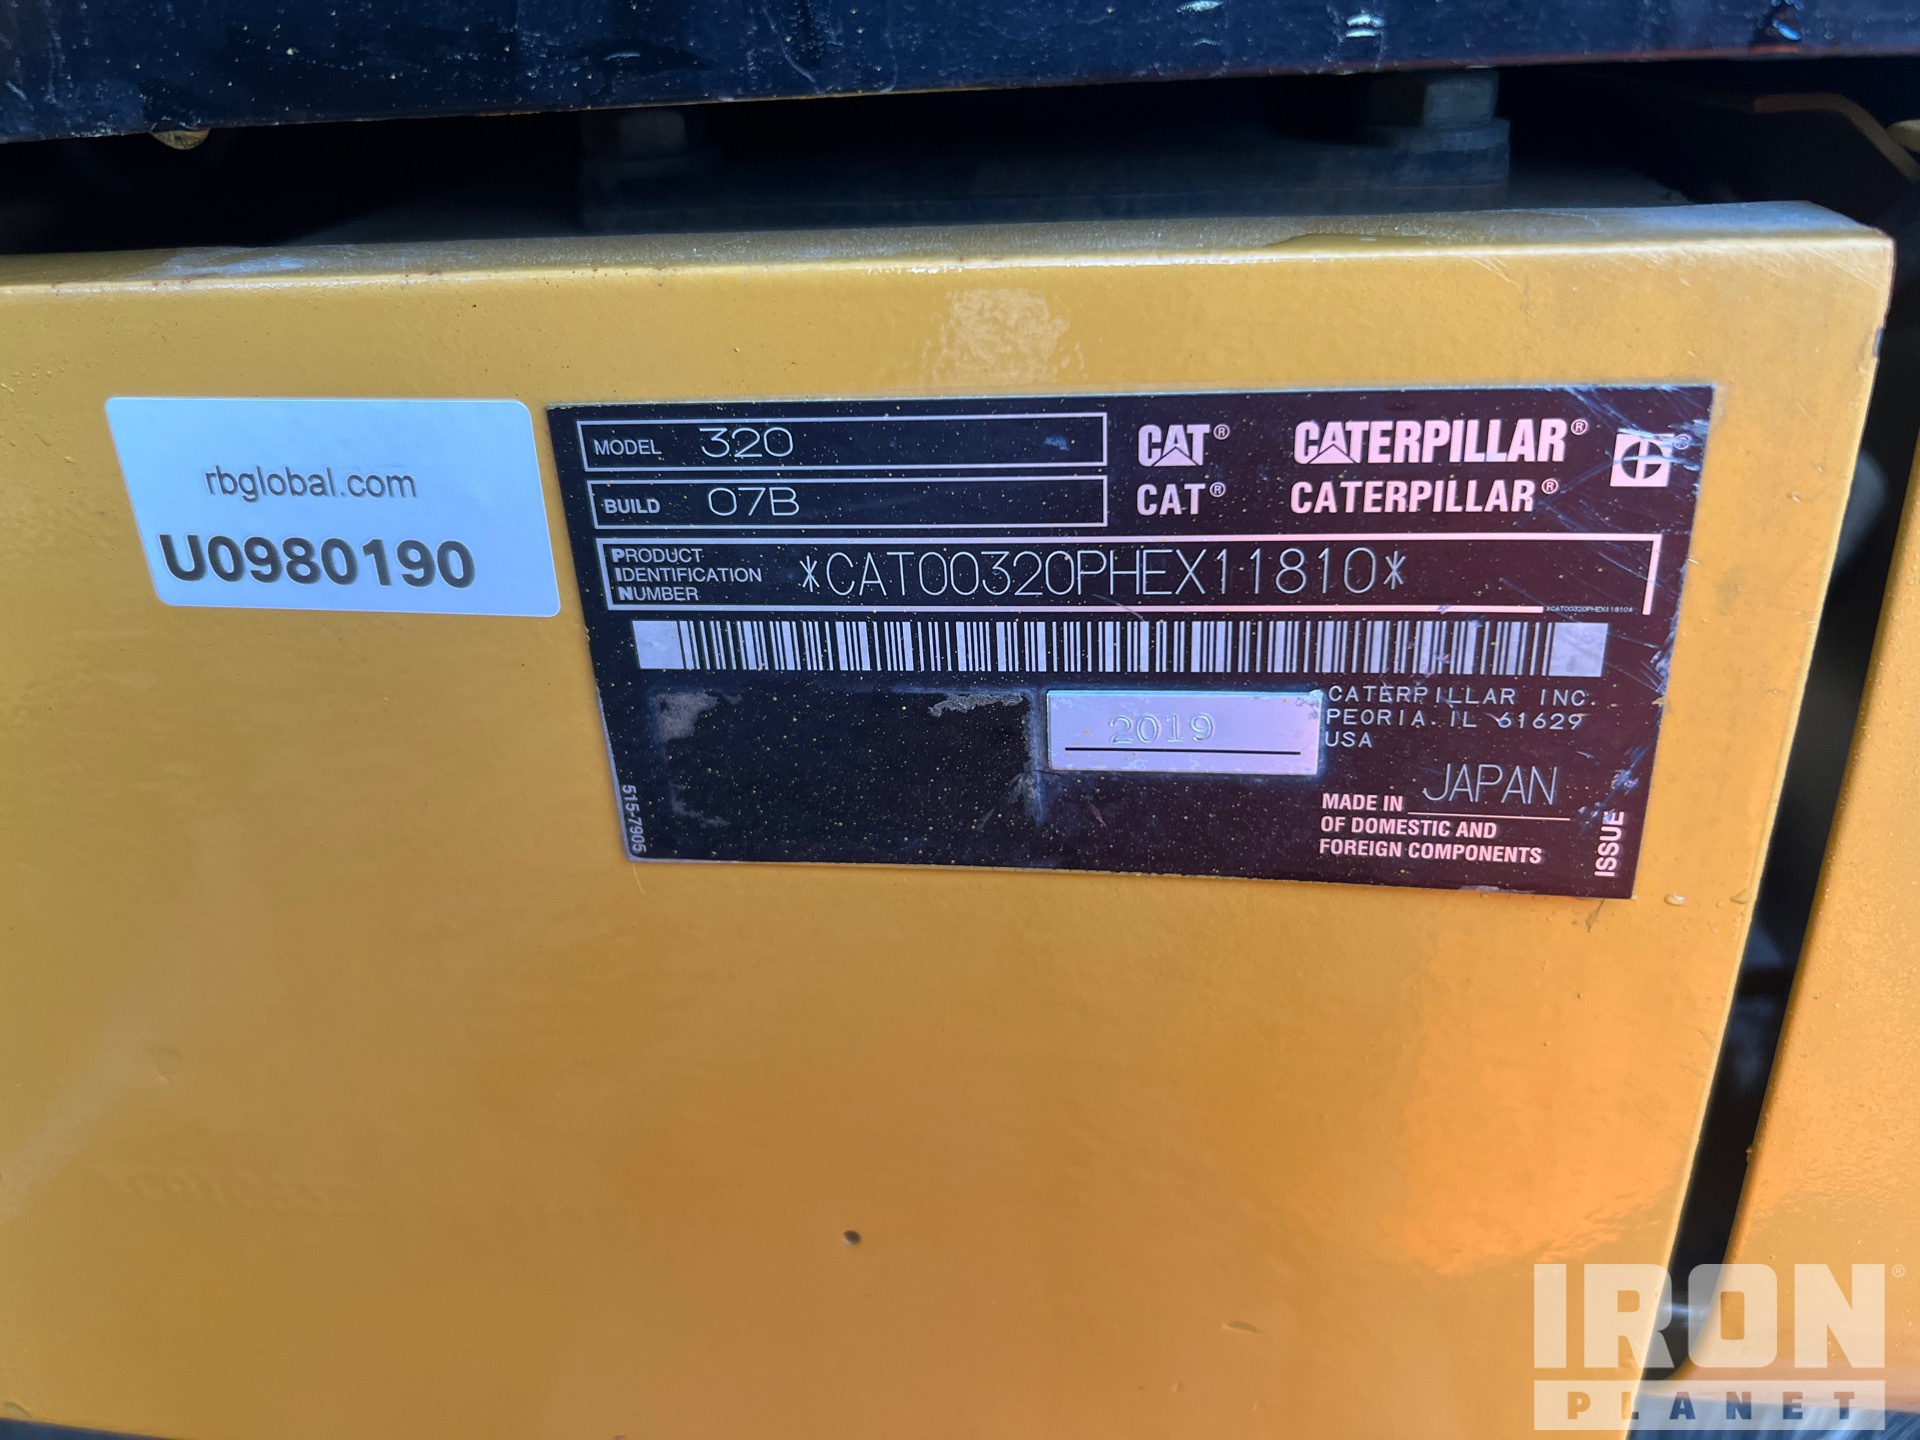 rbglobal.com
U0980190
MODEL 320
BUILD 07B
CAT® CATERPILLAR®
CAT® CATERPILLAR®
PRODUCT
IDENTIFICATION
NUMBER
*CAT00320PHEX11810*
*CAT00320PHEX11810*
2019
CATERPILLAR INC.
PEORIA. IL 61629
USA
MADE IN JAPAN
OF DOMESTIC AND
FOREIGN COMPONENTS
515-7905
ISSUE
IRON®
PLANET